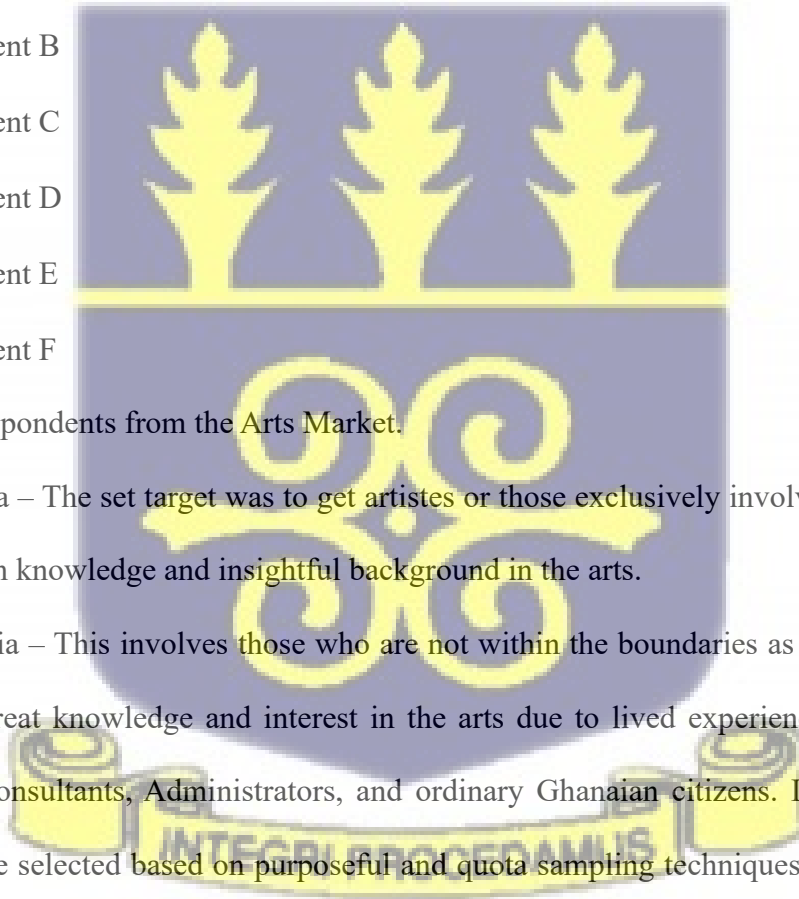 ent B
ent C
ent D
ent E
ent F
pondents from the Arts Market.
a – The set target was to get artistes or those exclusively involv
n knowledge and insightful background in the arts.
ia – This involves those who are not within the boundaries as
reat knowledge and interest in the arts due to lived experien
onsultants, Administrators, and ordinary Ghanaian citizens. I
e selected based on purposeful and quota sampling techniques
INTEGRI PROCEDAMUS